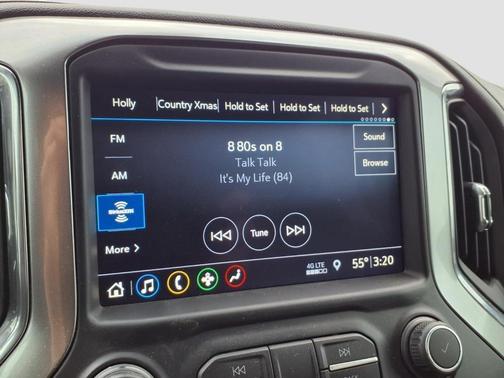 Holly Country Xmas Hold to Set Hold to Set Hold to Set
FM
8 80s on 8
Sound
Talk Talk
Browse
It's My Life (84)
AM
SiriusXM
Tune
More
4G LTE
55° 3:20